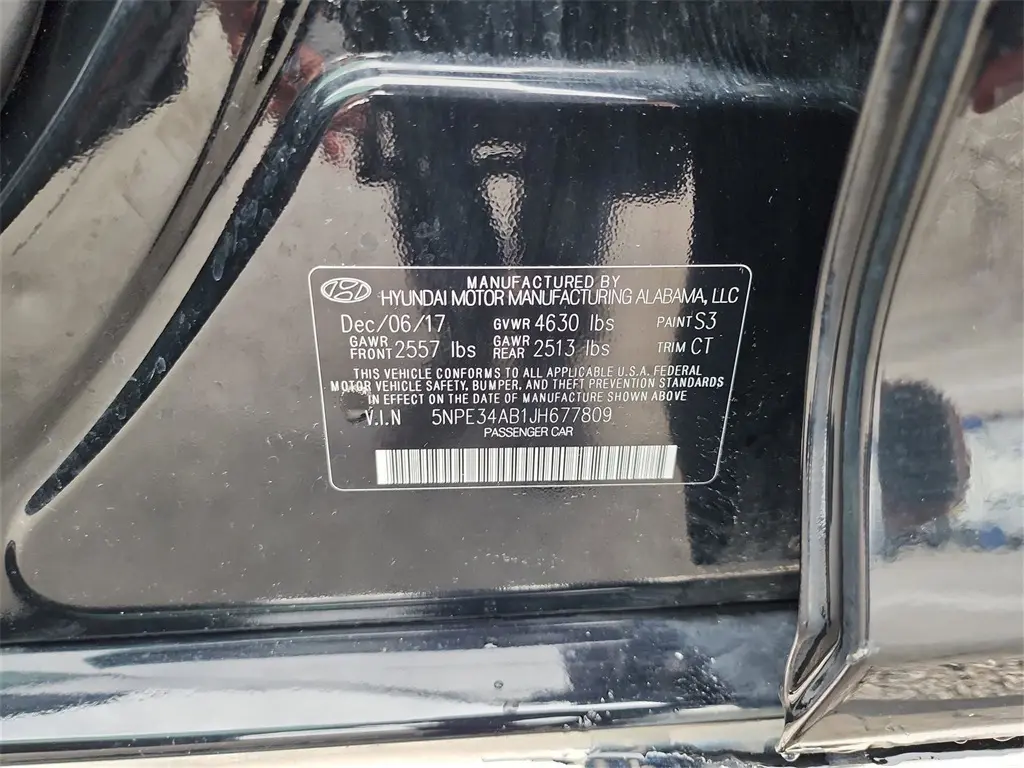 MANUFACTURED BY
HYUNDAI MOTOR MANUFACTURING ALABAMA, LLC
Dec/06/17 GVWR 4630 lbs PAINT S3
GAWR FRONT 2557 lbs GAWR REAR 2513 lbs TRIM CT
THIS VEHICLE CONFORMS TO ALL APPLICABLE U.S.A. FEDERAL
MOTOR VEHICLE SAFETY, BUMPER, AND THEFT PREVENTION STANDARDS
IN EFFECT ON THE DATE OF MANUFACTURE SHOWN ABOVE
V.I.N 5NPE34AB1JH677809
PASSENGER CAR